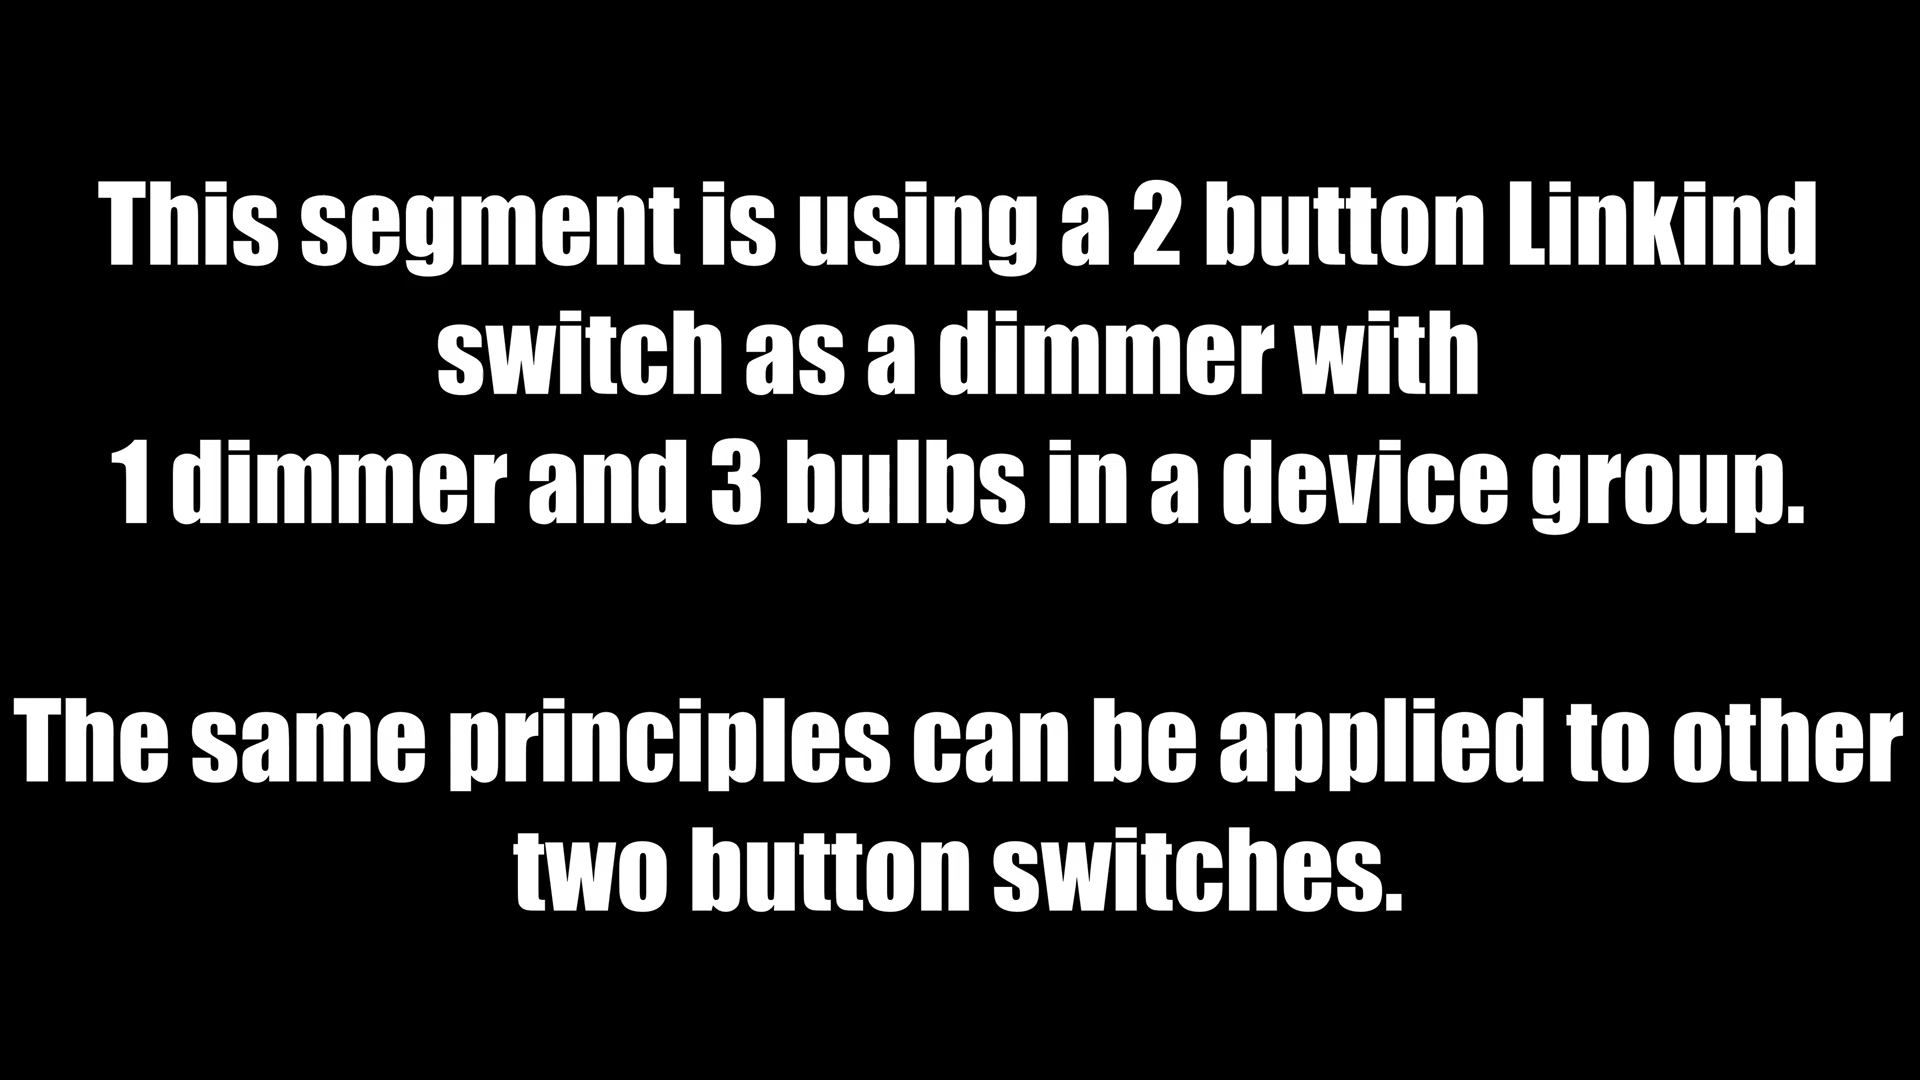 This segment is using a 2 button Linkind
switch as a dimmer with
1 dimmer and 3 bulbs in a device group.
The same principles can be applied to other
two button switches.